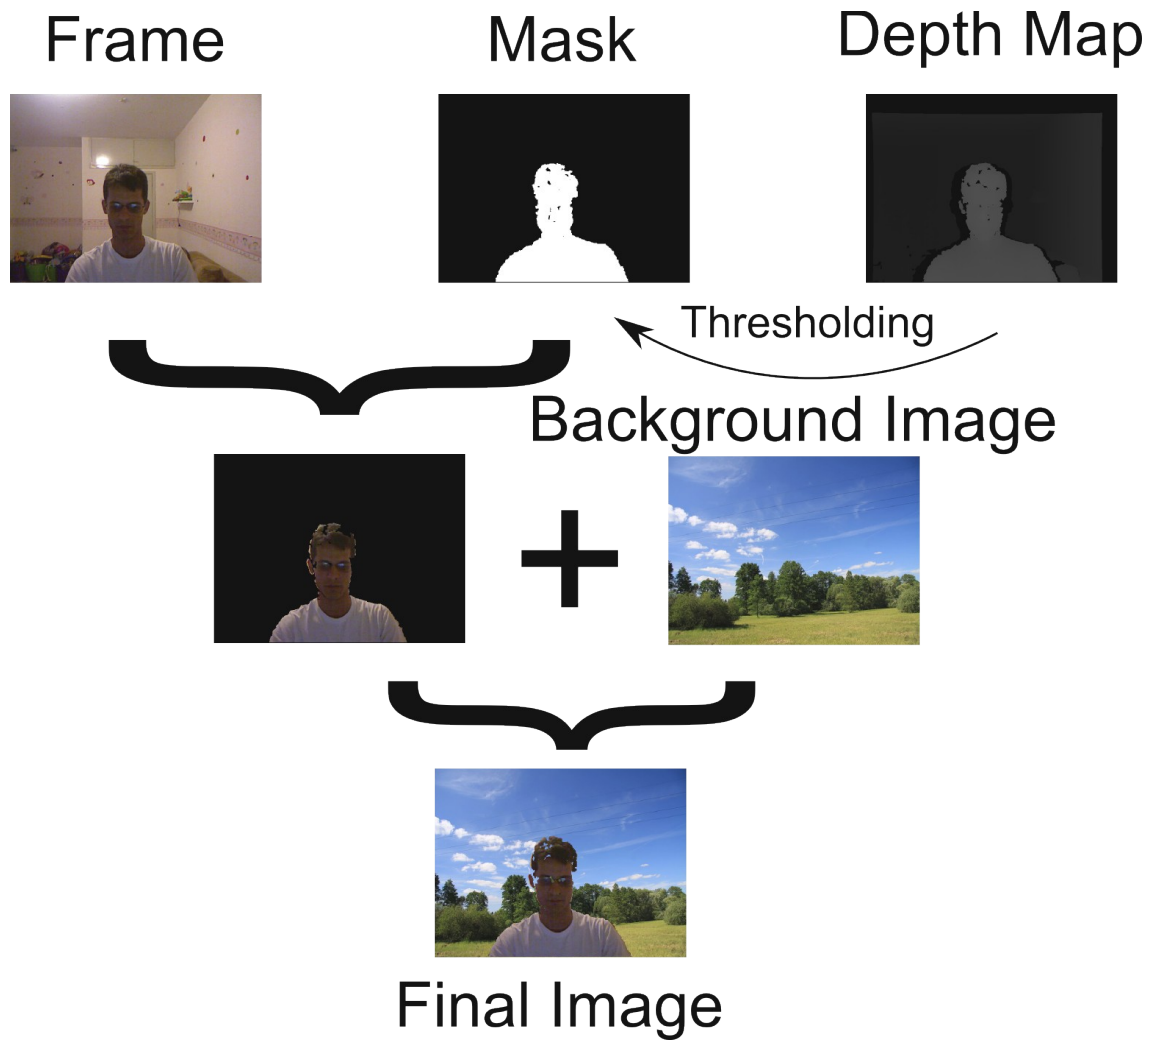 Frame
Mask
Depth Map
Thresholding
Background Image
Final Image